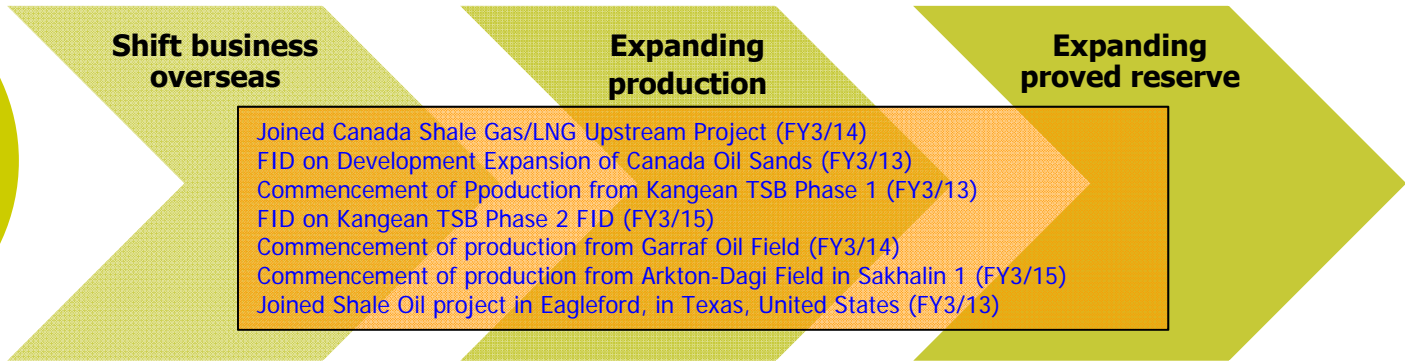 Shift business
overseas
Expanding
production
Expanding
proved reserve
Joined Canada Shale Gas/LNG Upstream Project (FY3/14)
FID on Development Expansion of Canada Oil Sands (FY3/13)
Commencement of Ppoduction from Kangean TSB Phase 1 (FY3/13)
FID on Kangean TSB Phase 2 FID (FY3/15)
Commencement of production from Garraf Oil Field (FY3/14)
Commencement of production from Arkton-Dagi Field in Sakhalin 1 (FY3/15)
Joined Shale Oil project in Eagleford, in Texas, United States (FY3/13)